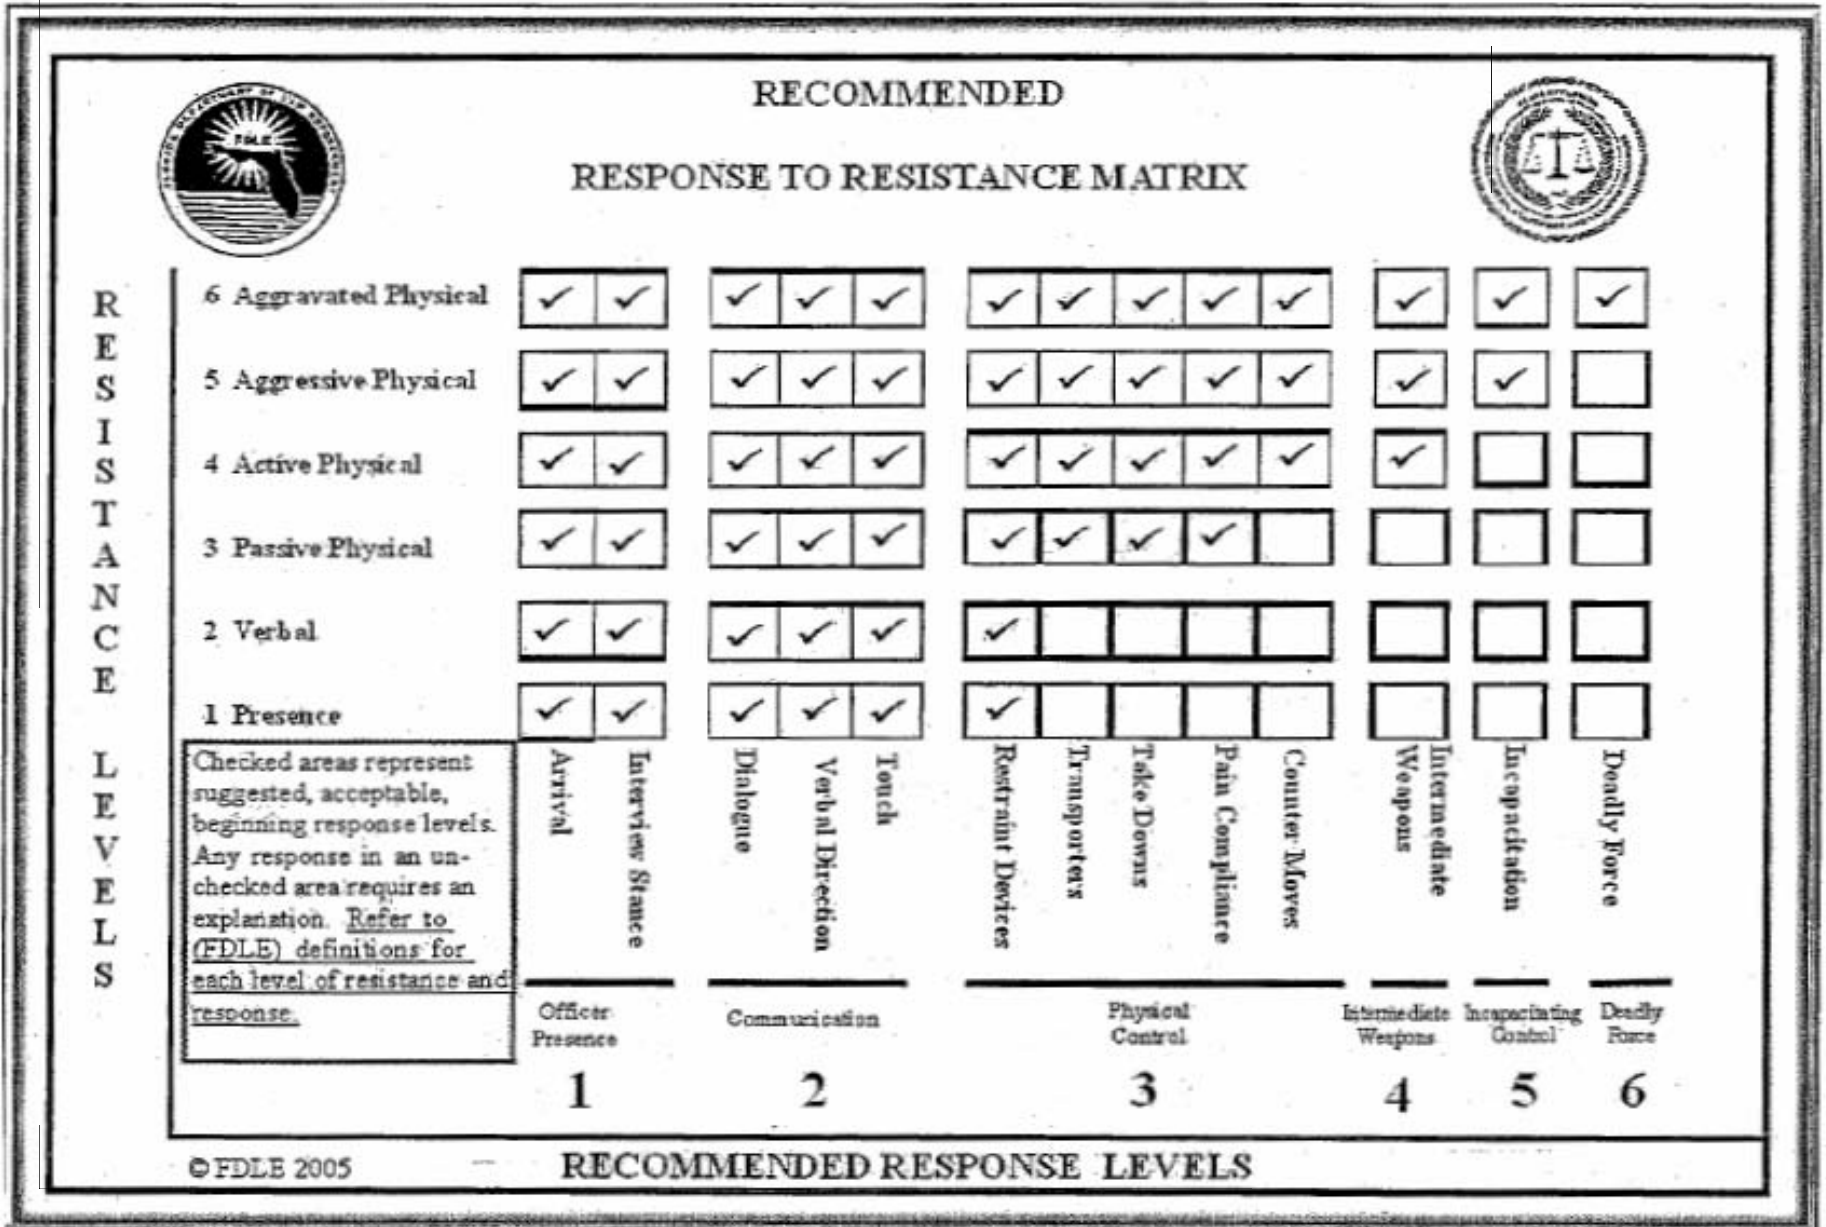 RECOMMENDED
RESPONSE TO RESISTANCE MATRIX
FDLE
RESISTANCE LEVELS
6 Aggravated Physical ✓ ✓ ✓ ✓ ✓ ✓ ✓ ✓ ✓ ✓ ✓ ✓ ✓
5 Aggressive Physical ✓ ✓ ✓ ✓ ✓ ✓ ✓ ✓ ✓ ✓ ✓ ✓
4 Active Physical ✓ ✓ ✓ ✓ ✓ ✓ ✓ ✓ ✓ ✓ ✓
3 Passive Physical ✓ ✓ ✓ ✓ ✓ ✓ ✓ ✓ ✓
2 Verbal ✓ ✓ ✓ ✓ ✓ ✓
1 Presence ✓ ✓ ✓ ✓ ✓ ✓
Checked areas represent
suggested, acceptable,
beginning response levels.
Any response in an un-
checked area requires an
explanation. Refer to
(FDLE) definitions for
each level of resistance and
response.
Arrival
Interview Stance
Dialogue
Verbal Direction
Touch
Restraint Devices
Transporters
Take Downs
Pain Compliance
Counter Moves
Intermediate
Weapons
Incapacitation
Deadly Force
Officer
Presence
Communication
Physical
Control
Intermediate
Weapons
Incapacitating
Control
Deadly
Force
1 2 3 4 5 6
© FDLE 2005
RECOMMENDED RESPONSE LEVELS